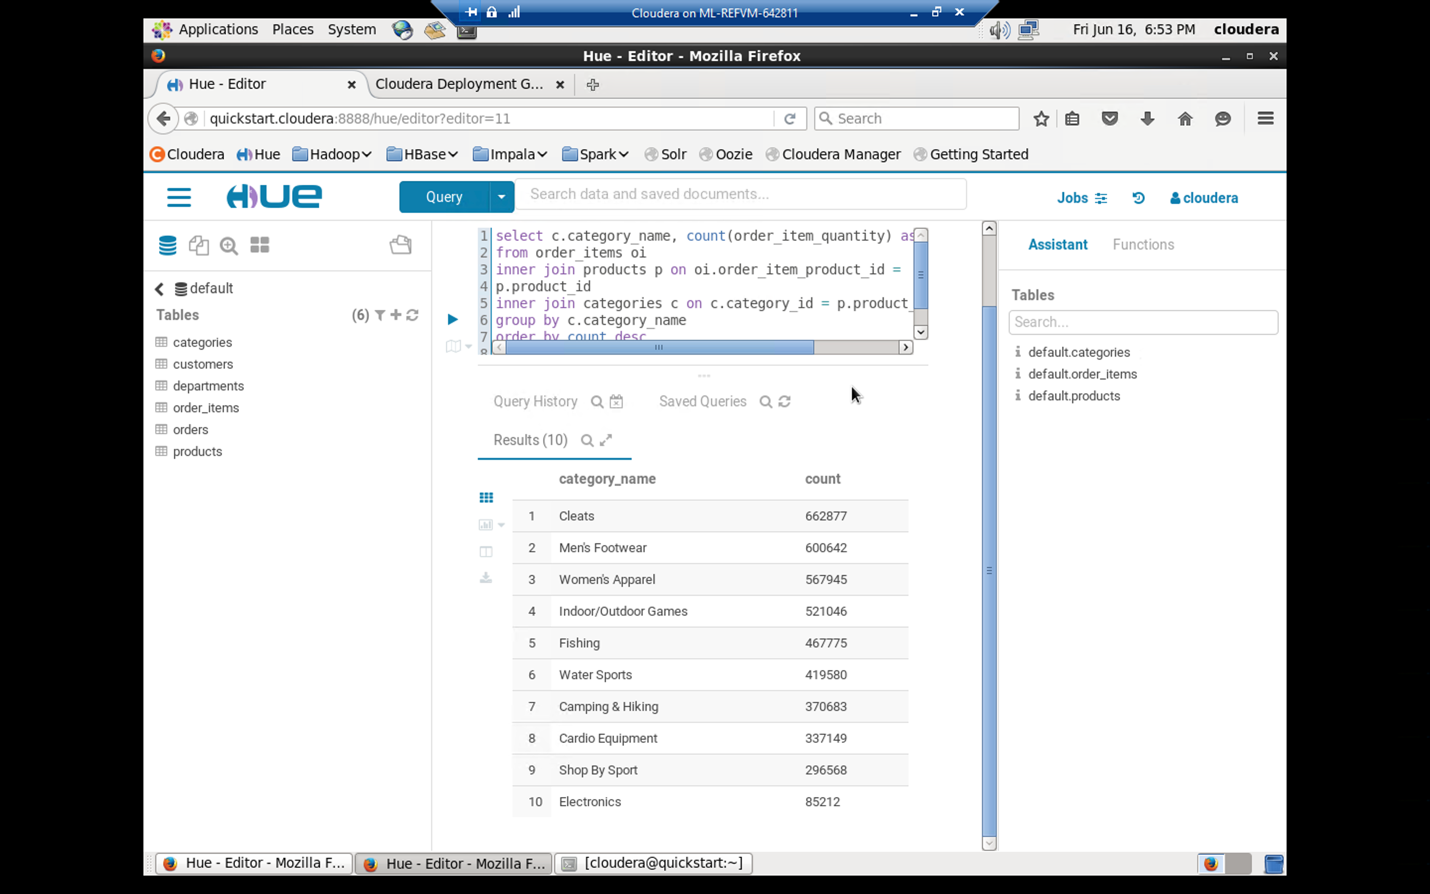 Cloudera on ML-REFVM-642811
Applications Places System
Fri Jun 16, 6:53 PM cloudera
Hue - Editor - Mozilla Firefox
Hue - Editor
Cloudera Deployment G...
quickstart.cloudera:8888/hue/editor?editor=11
Search
Cloudera Hue Hadoop HBase Impala Spark Solr Oozie Cloudera Manager Getting Started
HUE
Query
Search data and saved documents...
Jobs
cloudera
default
Tables
(6)
categories
customers
departments
order_items
orders
products
1 select c.category_name, count(order_item_quantity) as
2 from order_items oi
3 inner join products p on oi.order_item_product_id =
4 p.product_id
5 inner join categories c on c.category_id = p.product_
6 group by c.category_name
7 order by count desc
8
Query History
Saved Queries
Results (10)
category_name count
1 Cleats 662877
2 Men's Footwear 600642
3 Women's Apparel 567945
4 Indoor/Outdoor Games 521046
5 Fishing 467775
6 Water Sports 419580
7 Camping & Hiking 370683
8 Cardio Equipment 337149
9 Shop By Sport 296568
10 Electronics 85212
Assistant
Functions
Tables
Search...
default.categories
default.order_items
default.products
Hue - Editor - Mozilla F...
Hue - Editor - Mozilla F...
[cloudera@quickstart:~]